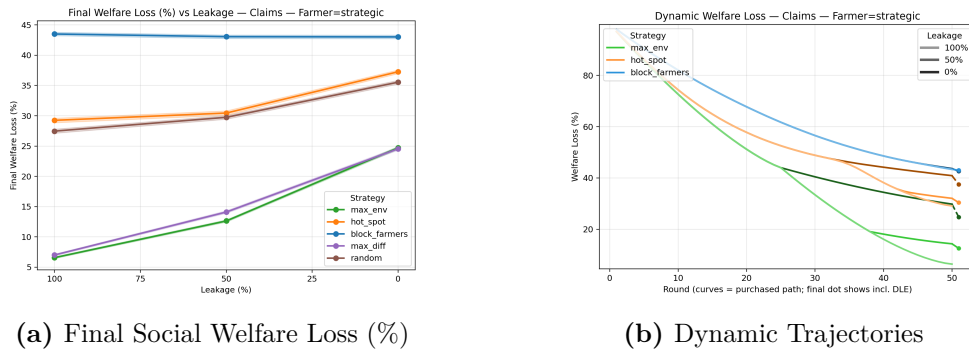 Final Welfare Loss (%) vs Leakage — Claims — Farmer=strategic
Final Welfare Loss (%)
45
40
35
30
25
20
15
10
5
100
75
50
25
0
Leakage (%)
Strategy
max_env
hot_spot
block_farmers
max_diff
random
(a) Final Social Welfare Loss (%)
Dynamic Welfare Loss — Claims — Farmer=strategic
Welfare Loss (%)
80
60
40
20
0
10
20
30
40
50
Round (curves = purchased path; final dot shows incl. DLE)
Strategy
max_env
hot_spot
block_farmers
Leakage
100%
50%
0%
(b) Dynamic Trajectories